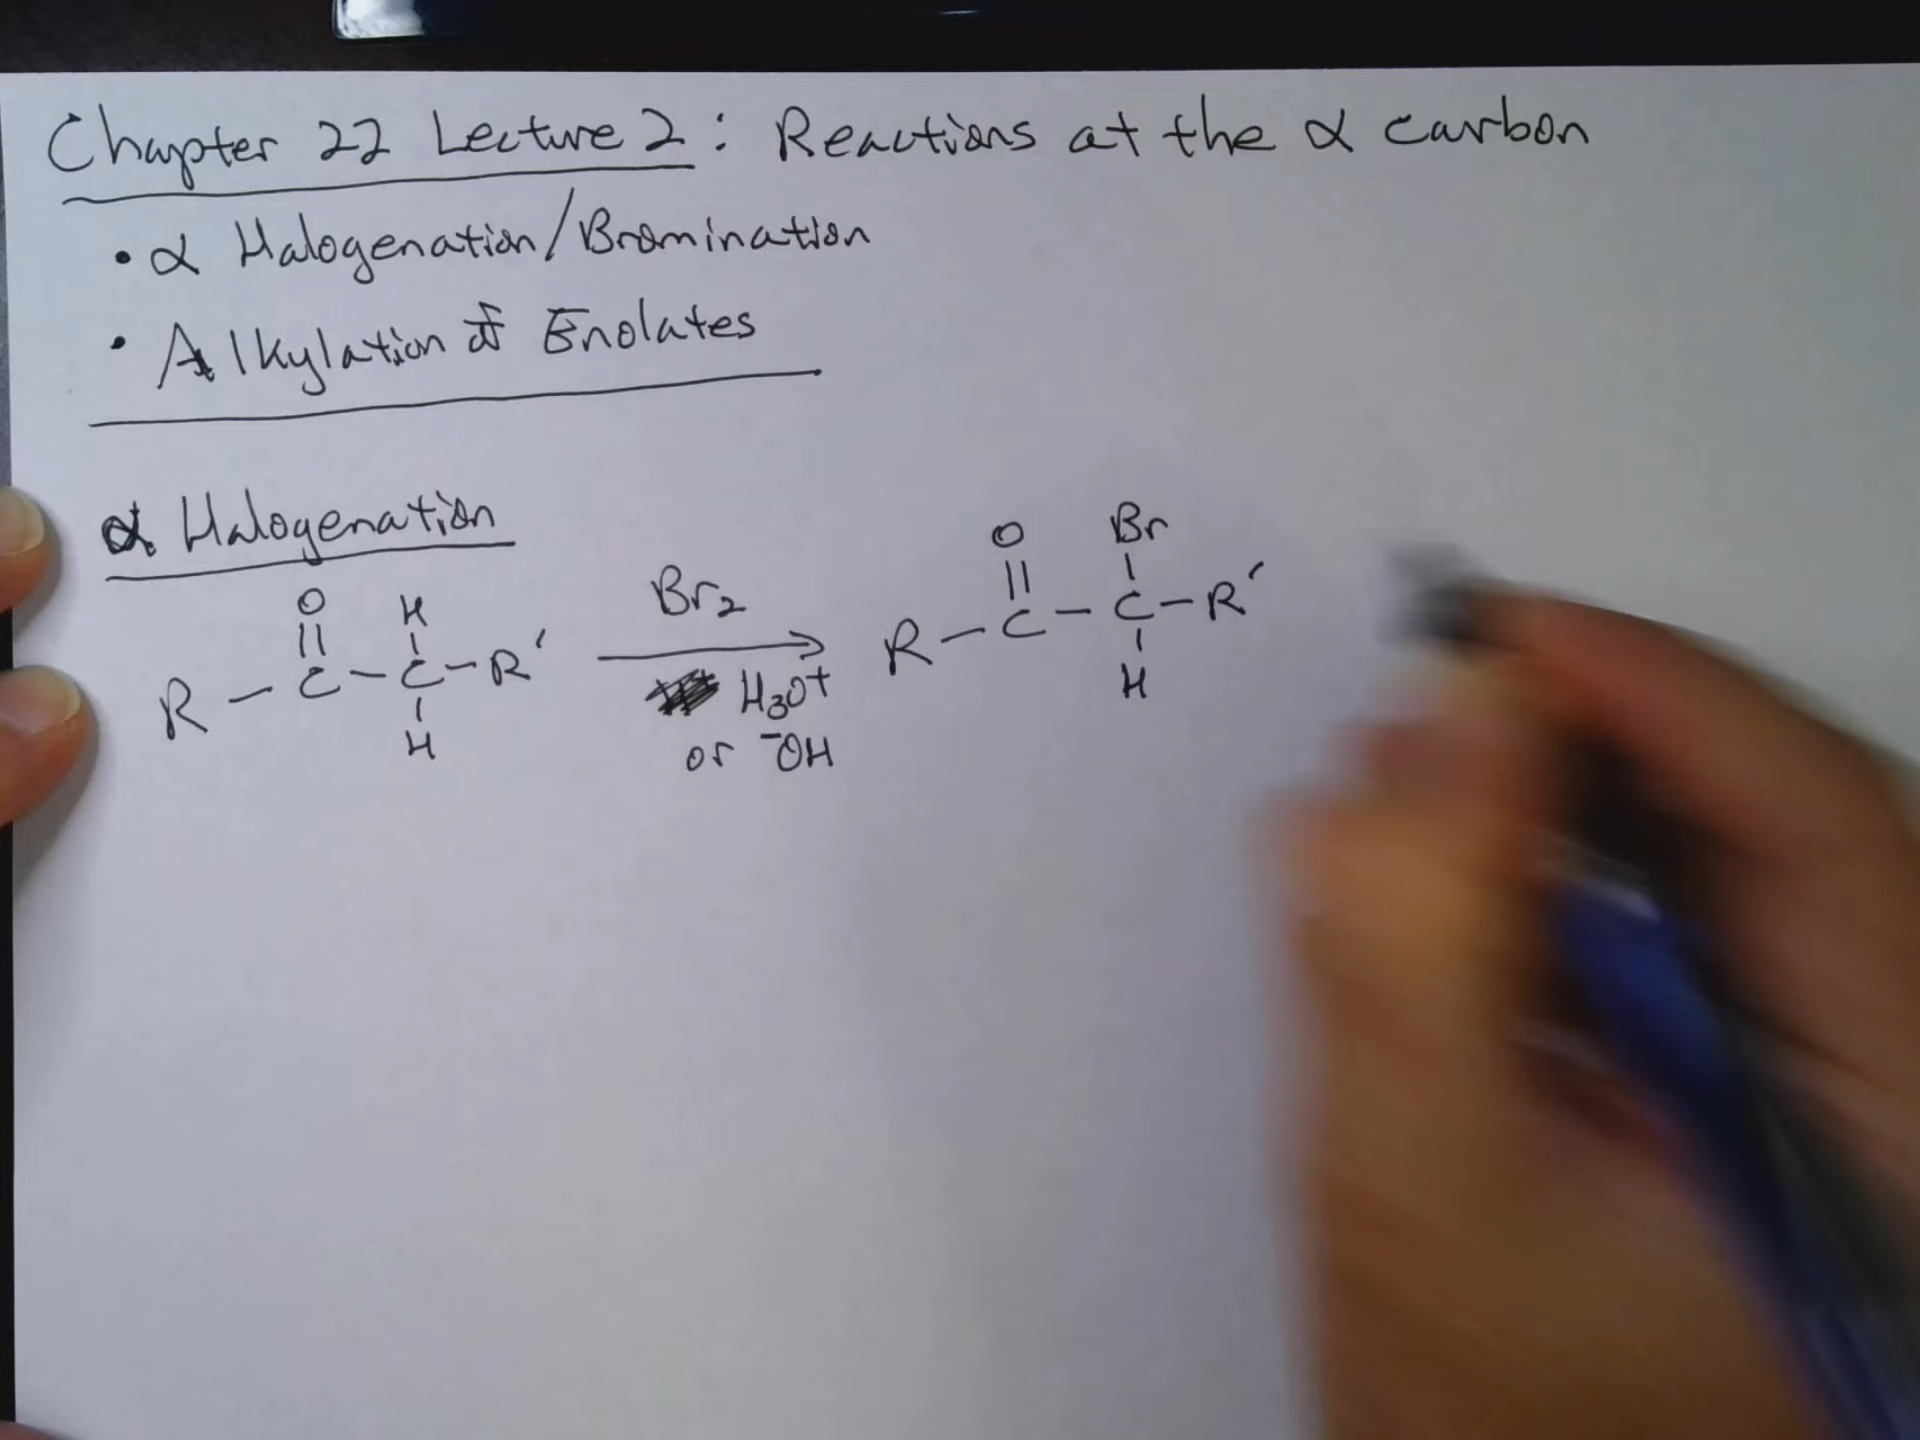 Chapter 22 Lecture 2 : Reactions at the α carbon
• α Halogenation/Bromination
• Alkylation of Enolates
α Halogenation
O H
|| |
R — C — C — R'
|
H
Br2
H3O+
or -OH
O Br
|| |
R — C — C — R'
|
H